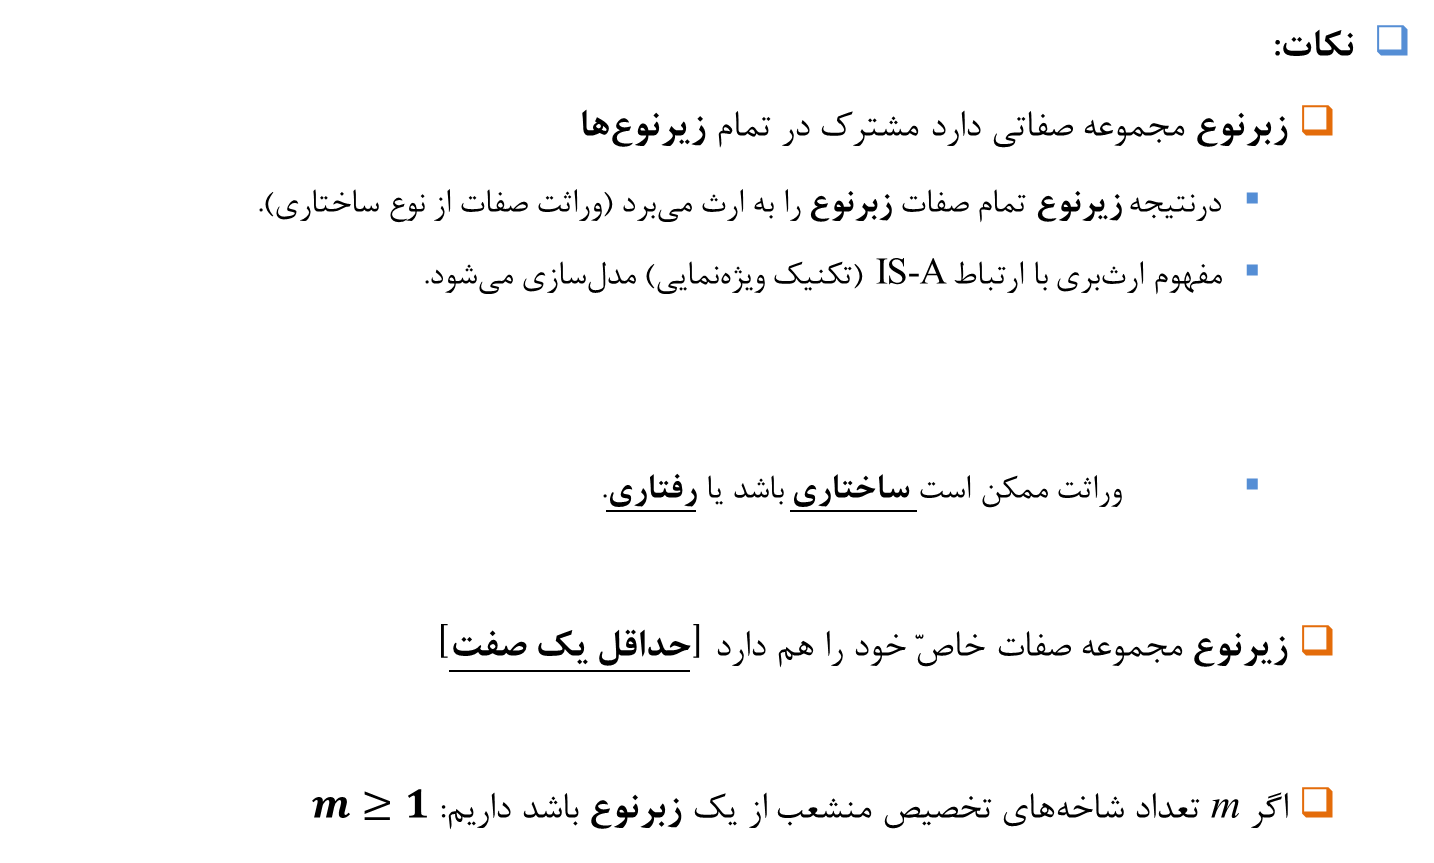 نکات:
زبرنوع مجموعه صفاتی دارد مشترک در تمام زیرنوع‌ها
درنتیجه زیرنوع تمام صفات زبرنوع را به ارث می‌برد (وراثت صفات از نوع ساختاری).
مفهوم ارث‌بری با ارتباط IS-A (تکنیک ویژه‌نمایی) مدل‌سازی می‌شود.
وراثت ممکن است ساختاری باشد یا رفتاری.
زیرنوع مجموعه صفات خاصّ خود را هم دارد [حداقل یک صفت]
اگر m تعداد شاخه‌های تخصیص منشعب از یک زبرنوع باشد داریم: m ≥ 1